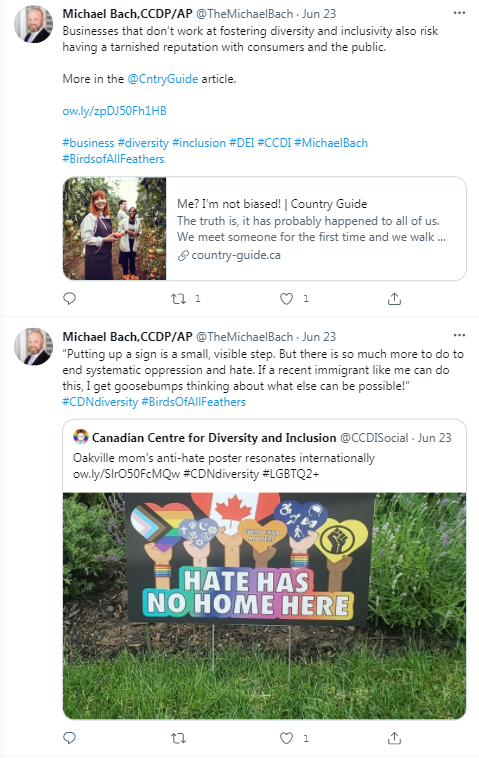 Michael Bach,CCDP/AP @TheMichaelBach · Jun 23
Businesses that don't work at fostering diversity and inclusivity also risk
having a tarnished reputation with consumers and the public.
More in the @CntryGuide article.
ow.ly/zpDJ50Fh1HB
#business #diversity #inclusion #DEI #CCDI #MichaelBach
#BirdsofAllFeathers
Me? I'm not biased! | Country Guide
The truth is, it has probably happened to all of us.
We meet someone for the first time and we walk ...
country-guide.ca
1 1
Michael Bach,CCDP/AP @TheMichaelBach · Jun 23
"Putting up a sign is a small, visible step. But there is so much more to do to
end systematic oppression and hate. If a recent immigrant like me can do
this, I get goosebumps thinking about what else can be possible!"
#CDNdiversity #BirdsOfAllFeathers
Canadian Centre for Diversity and Inclusion @CCDISocial · Jun 23
Oakville mom's anti-hate poster resonates internationally
ow.ly/SIrO50FcMQw #CDNdiversity #LGBTQ2+
EVERY CHILD
MATTERS
HATE HAS
NO HOME HERE
1